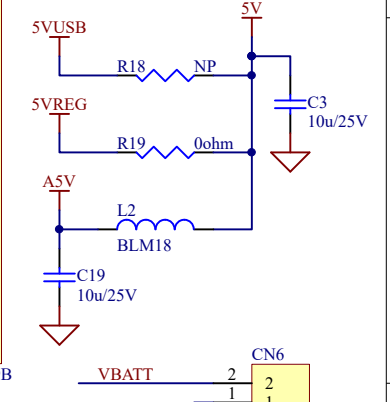 5V
5VUSB
R18 NP
5VREG
C3
10u/25V
R19 0ohm
A5V
L2
BLM18
C19
10u/25V
CN6
B
VBATT 2 2
1 1